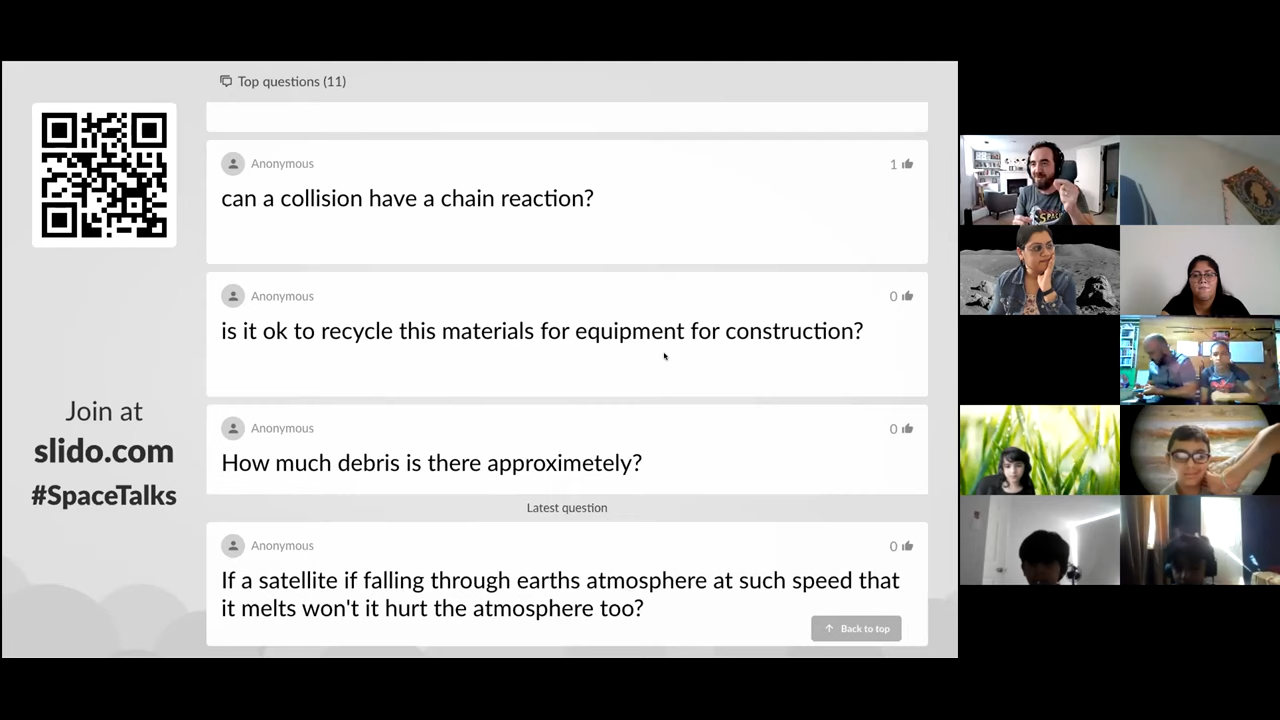 Top questions (11)
Anonymous
1
can a collision have a chain reaction?
Anonymous
0
is it ok to recycle this materials for equipment for construction?
Anonymous
0
How much debris is there approximetely?
Latest question
Anonymous
0
If a satellite if falling through earths atmosphere at such speed that
it melts won't it hurt the atmosphere too?
Back to top
Join at
slido.com
#SpaceTalks
SPACE